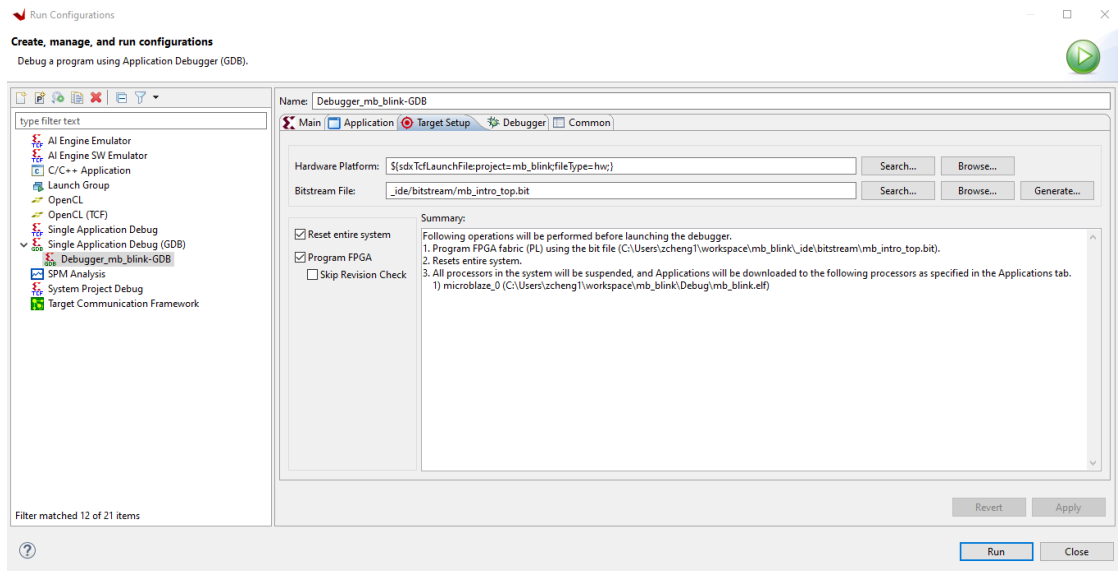 Run Configurations
Create, manage, and run configurations
Debug a program using Application Debugger (GDB).
type filter text
AI Engine Emulator
AI Engine SW Emulator
C/C++ Application
Launch Group
OpenCL
OpenCL (TCF)
Single Application Debug
Single Application Debug (GDB)
Debugger_mb_blink-GDB
SPM Analysis
System Project Debug
Target Communication Framework
Filter matched 12 of 21 items
Name: Debugger_mb_blink-GDB
Main Application Target Setup Debugger Common
Hardware Platform: ${sdxTcfLaunchFile:project=mb_blink;fileType=hw;} Search... Browse...
Bitstream File: _ide/bitstream/mb_intro_top.bit Search... Browse... Generate...
Reset entire system
Program FPGA
Skip Revision Check
Summary:
Following operations will be performed before launching the debugger.
1. Program FPGA fabric (PL) using the bit file (C:\Users\zcheng1\workspace\mb_blink\_ide\bitstream\mb_intro_top.bit).
2. Resets entire system.
3. All processors in the system will be suspended, and Applications will be downloaded to the following processors as specified in the Applications tab.
1) microblaze_0 (C:\Users\zcheng1\workspace\mb_blink\Debug\mb_blink.elf)
Revert Apply
Run Close